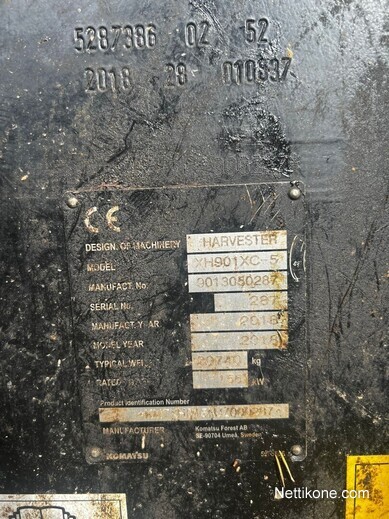 5287386 02 52
2018 28 010837
CE
DESIGN. OF MACHINERY HARVESTER
MODEL XH901XC-5
MANUFACT. No. 9013050287
SERIAL No. 287
MANUFACT. YEAR 2018
MODEL YEAR 2018
TYPICAL kg
RATED kW
Product Identification Number
MANUFACTURER Komatsu Forest AB
SE-90704 Umeå, Sweden
KOMATSU
Nettikone.com